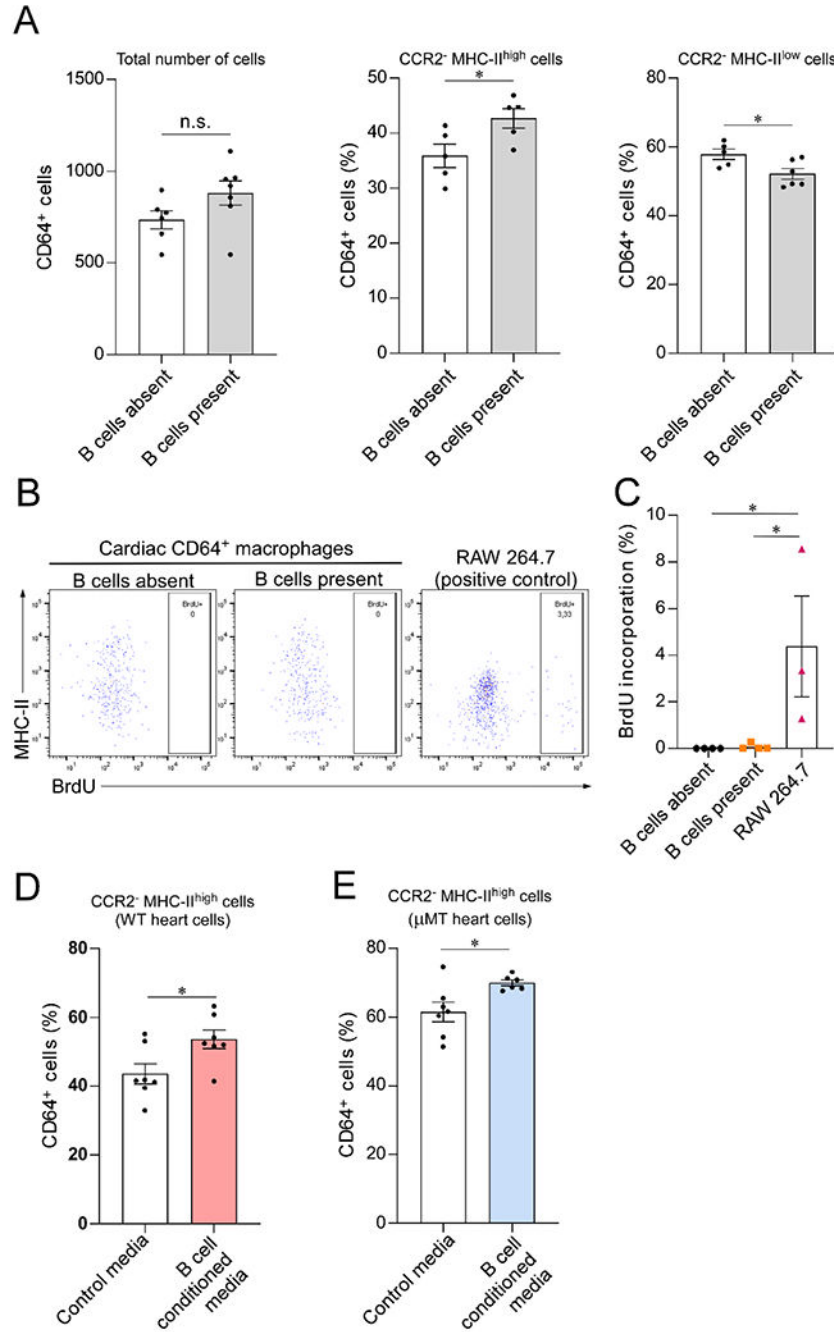 A
Total number of cells
1500
1000
500
0
CD64⁺ cells
n.s.
B cells absent
B cells present
CCR2⁻ MHC-IIʰⁱᵍʰ cells
50
40
30
20
10
0
CD64⁺ cells (%)
*
B cells absent
B cells present
CCR2⁻ MHC-IIˡᵒʷ cells
80
60
40
20
0
CD64⁺ cells (%)
*
B cells absent
B cells present
B
Cardiac CD64⁺ macrophages
B cells absent
B cells present
RAW 264.7
(positive control)
BrdU+
0
BrdU+
0
BrdU+
3,33
MHC-II
BrdU
C
10
8
6
4
2
0
BrdU incorporation (%)
*
*
B cells absent
B cells present
RAW 264.7
D
CCR2⁻ MHC-IIʰⁱᵍʰ cells
(WT heart cells)
80
60
40
20
0
CD64⁺ cells (%)
*
Control media
B cell
conditioned
media
E
CCR2⁻ MHC-IIʰⁱᵍʰ cells
(µMT heart cells)
80
60
40
20
0
CD64⁺ cells (%)
*
Control media
B cell
conditioned
media